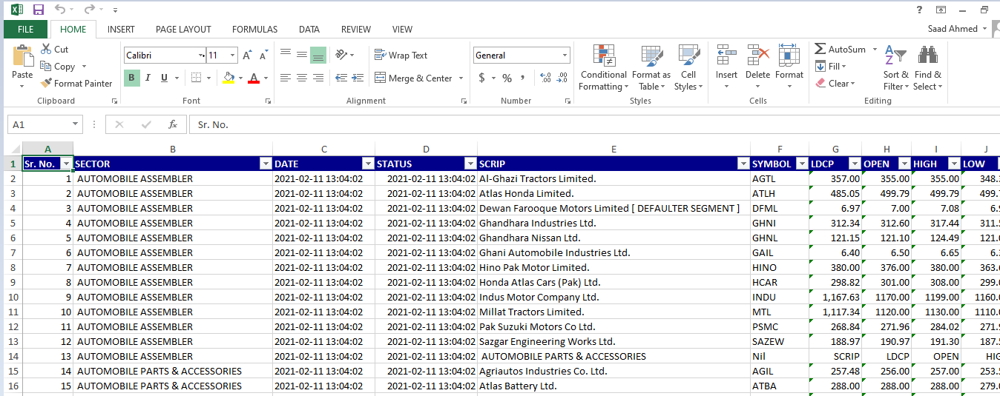 ?
FILE HOME INSERT PAGE LAYOUT FORMULAS DATA REVIEW VIEW Saad Ahmed
Cut
Copy
Format Painter
Paste
Clipboard
Calibri 11
B I U
Font
Wrap Text
Merge & Center
Alignment
General
$ % ,
Number
Conditional Formatting
Format as Table
Cell Styles
Styles
Insert Delete Format
Cells
AutoSum
Fill
Clear
Sort & Filter
Find & Select
Editing
A1 fx Sr. No.
A B C D E F G H I J
1 Sr. No. SECTOR DATE STATUS SCRIP SYMBOL LDCP OPEN HIGH LOW
2 1 AUTOMOBILE ASSEMBLER 2021-02-11 13:04:02 2021-02-11 13:04:02 Al-Ghazi Tractors Limited. AGTL 357.00 355.00 355.00 348.
3 2 AUTOMOBILE ASSEMBLER 2021-02-11 13:04:02 2021-02-11 13:04:02 Atlas Honda Limited. ATLH 485.05 499.79 499.79 499.
4 3 AUTOMOBILE ASSEMBLER 2021-02-11 13:04:02 2021-02-11 13:04:02 Dewan Farooque Motors Limited [ DEFAULTER SEGMENT ] DFML 6.97 7.00 7.08 6.
5 4 AUTOMOBILE ASSEMBLER 2021-02-11 13:04:02 2021-02-11 13:04:02 Ghandhara Industries Ltd. GHNI 312.34 312.60 317.44 311.
6 5 AUTOMOBILE ASSEMBLER 2021-02-11 13:04:02 2021-02-11 13:04:02 Ghandhara Nissan Ltd. GHNL 121.15 121.10 124.49 121.
7 6 AUTOMOBILE ASSEMBLER 2021-02-11 13:04:02 2021-02-11 13:04:02 Ghani Automobile Industries Ltd. GAIL 6.40 6.50 6.65 6.
8 7 AUTOMOBILE ASSEMBLER 2021-02-11 13:04:02 2021-02-11 13:04:02 Hino Pak Motor Limited. HINO 380.00 376.00 380.00 363.
9 8 AUTOMOBILE ASSEMBLER 2021-02-11 13:04:02 2021-02-11 13:04:02 Honda Atlas Cars (Pak) Ltd. HCAR 298.82 301.00 308.00 299.
10 9 AUTOMOBILE ASSEMBLER 2021-02-11 13:04:02 2021-02-11 13:04:02 Indus Motor Company Ltd. INDU 1,167.63 1170.00 1199.00 1160.
11 10 AUTOMOBILE ASSEMBLER 2021-02-11 13:04:02 2021-02-11 13:04:02 Millat Tractors Limited. MTL 1,117.34 1120.00 1130.00 1110.
12 11 AUTOMOBILE ASSEMBLER 2021-02-11 13:04:02 2021-02-11 13:04:02 Pak Suzuki Motors Co Ltd. PSMC 268.84 271.96 284.02 271.
13 12 AUTOMOBILE ASSEMBLER 2021-02-11 13:04:02 2021-02-11 13:04:02 Sazgar Engineering Works Ltd. SAZEW 188.97 190.97 191.30 187.
14 13 AUTOMOBILE ASSEMBLER 2021-02-11 13:04:02 2021-02-11 13:04:02 AUTOMOBILE PARTS & ACCESSORIES Nil SCRIP LDCP OPEN HIG
15 14 AUTOMOBILE PARTS & ACCESSORIES 2021-02-11 13:04:02 2021-02-11 13:04:02 Agriautos Industries Co. Ltd. AGIL 257.48 256.00 257.00 253.
16 15 AUTOMOBILE PARTS & ACCESSORIES 2021-02-11 13:04:02 2021-02-11 13:04:02 Atlas Battery Ltd. ATBA 288.00 288.00 288.00 279.